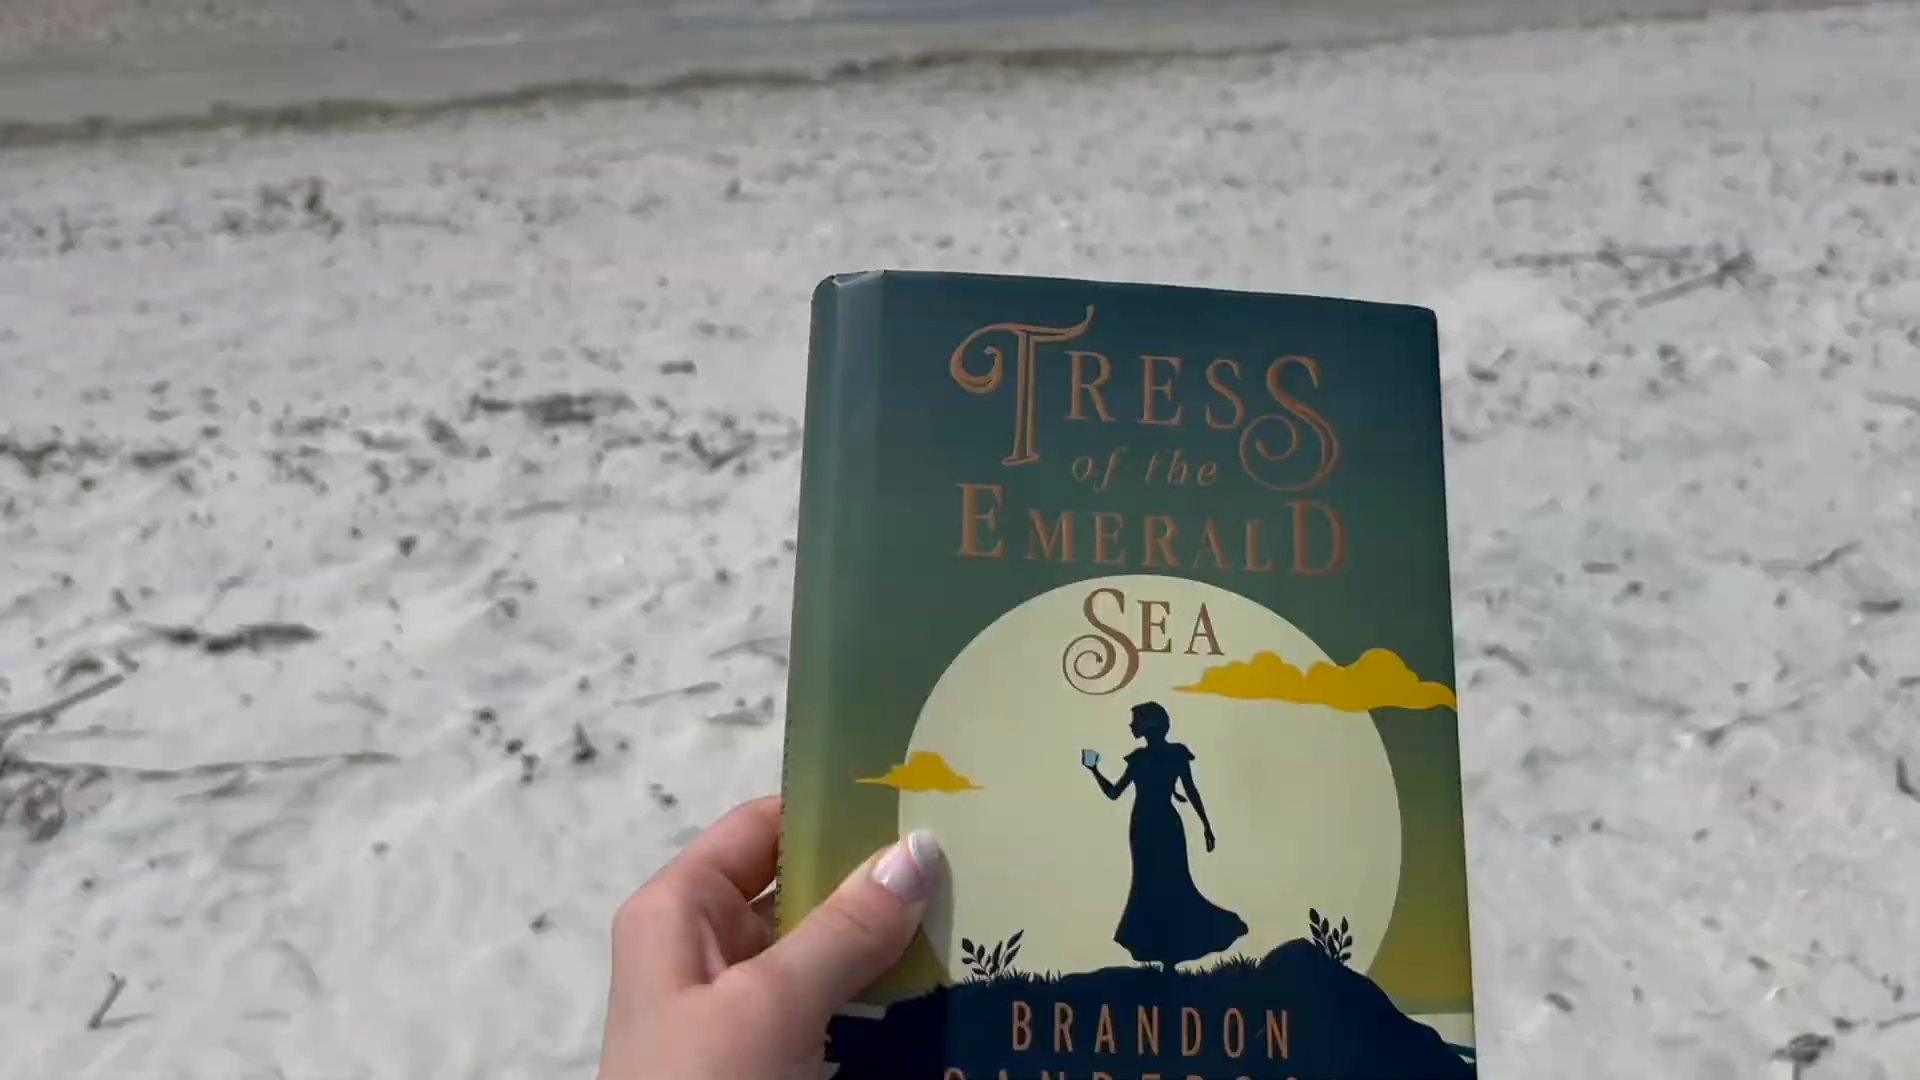 TRESS
of the
EMERALD
SEA
BRANDON